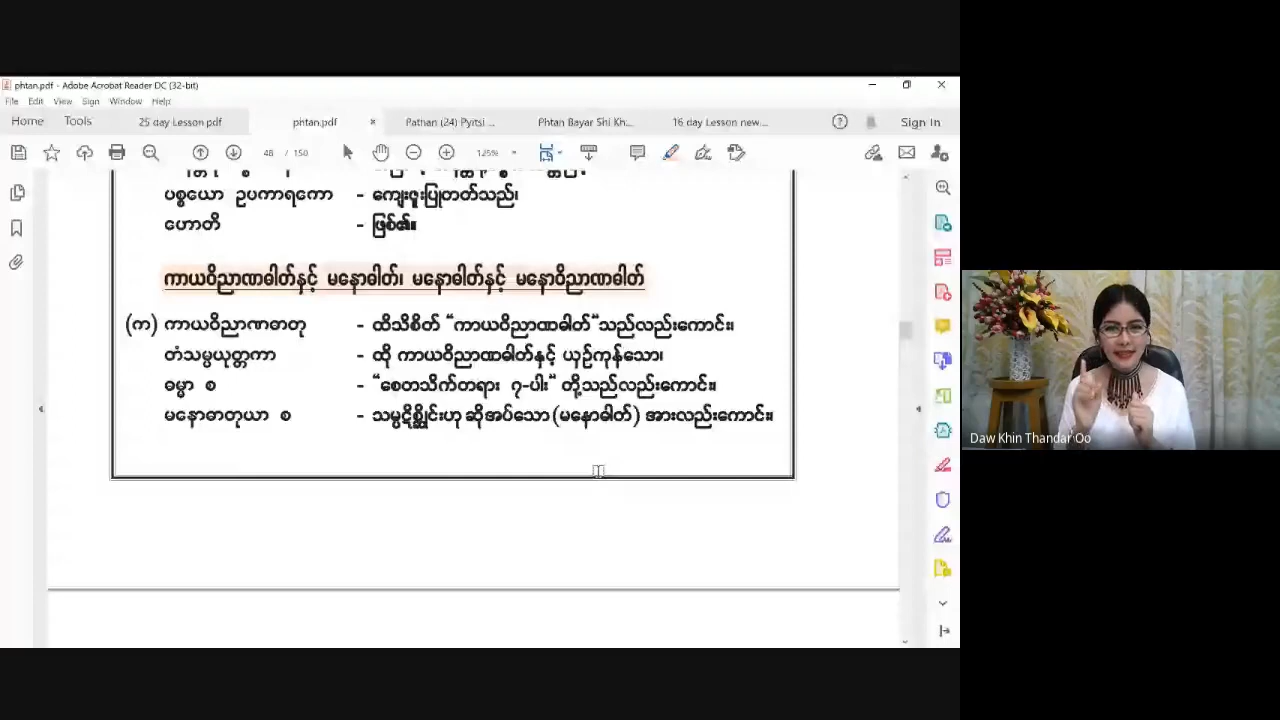 phtan.pdf - Adobe Acrobat Reader DC (32-bit)
File Edit View Sign Window Help
Home Tools 25 day Lesson.pdf phtan.pdf Pathan (24) Pyitsi ... Phtan Bayar Shi Kh... 16 day Lesson new... Sign In
48 / 150 125%
ပစ္စယော ဥပကာရကော - ကျေးဇူးပြုတတ်သည်၊
ဟောတိ - ဖြစ်၏။
ကာယဝိညာဏဓါတ်နှင့် မနောဓါတ်၊ မနောဓါတ်နှင့် မနောဝိညာဏဓါတ်
(က) ကာယဝိညာဏဓာတု - ထိသိစိတ် “ကာယဝိညာဏဓါတ်“သည်လည်းကောင်း။
တံသမ္ပယုတ္တကာ - ထို ကာယဝိညာဏဓါတ်နှင့် ယှဉ်ကုန်သော၊
ဓမ္မာ စ - “စေတသိက်တရား ၇-ပါး“ တို့သည်လည်းကောင်း။
မနောဓာတုယာ စ - သမ္ပဋိစ္ဆိုင်းဟု ဆိုအပ်သော (မနောဓါတ်) အားလည်းကောင်း။
Daw Khin Thandar Oo